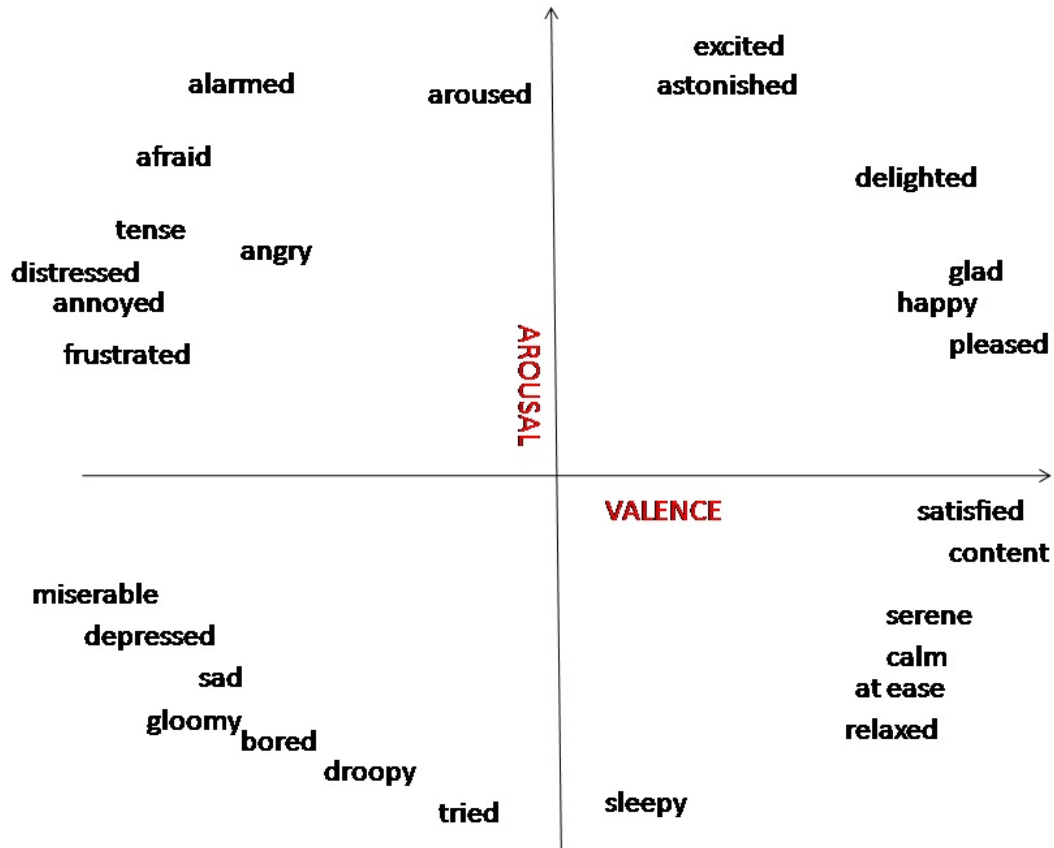 excited
alarmed
aroused
astonished
afraid
delighted
tense
angry
distressed
glad
annoyed
happy
frustrated
pleased
AROUSAL
VALENCE
satisfied
content
miserable
serene
depressed
calm
sad
at ease
gloomy
relaxed
bored
droopy
sleepy
tried